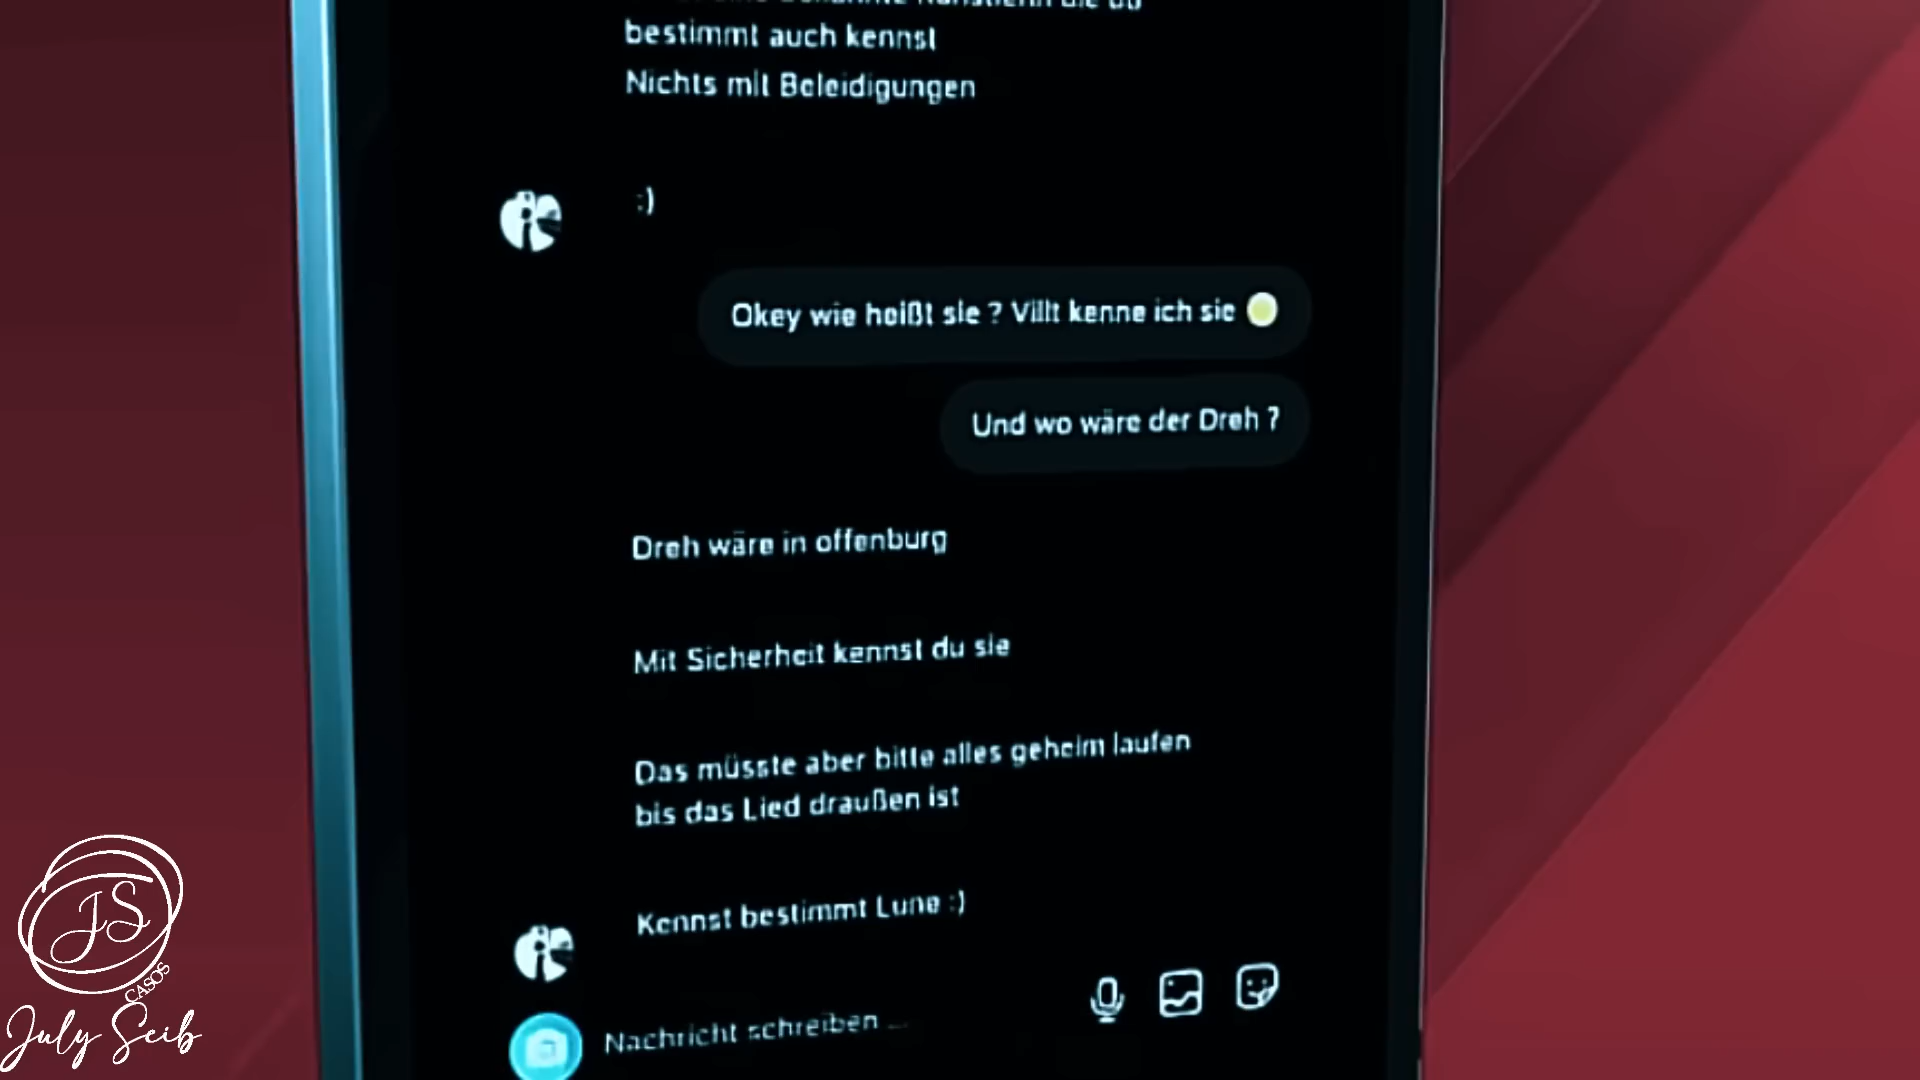 bestimmt auch kennst
Nichts mit Beleidigungen
:)
Okey wie heißt sie ? Villt kenne ich sie
Und wo wäre der Dreh ?
Dreh wäre in offenburg
Mit Sicherheit kennst du sie
Das müsste aber bitte alles geheim laufen
bis das Lied draußen ist
Kennst bestimmt Lune :)
Nachricht schreiben ...
JS
CASOS
July Seib